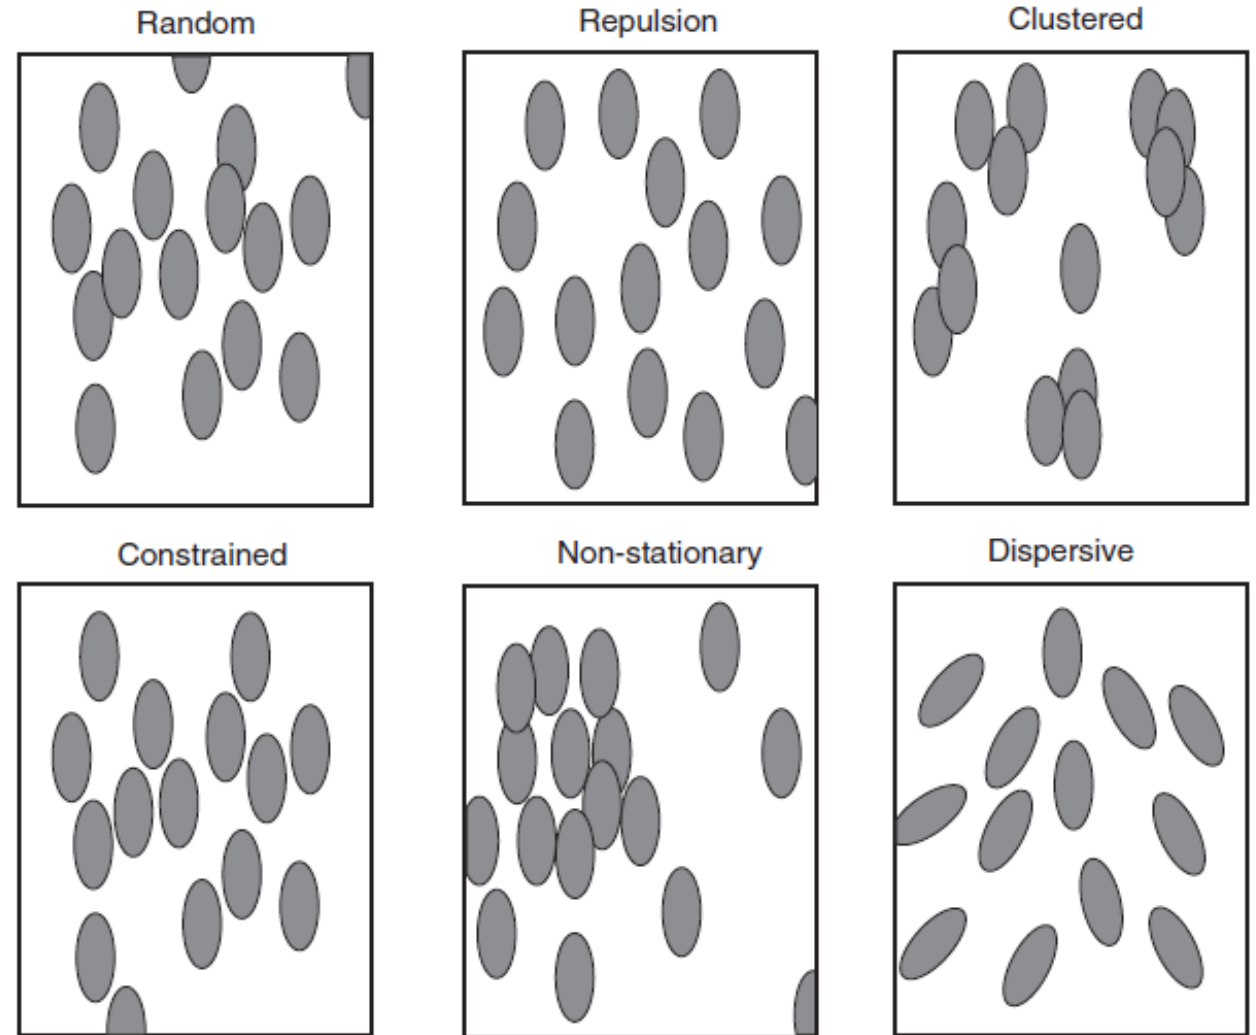 Random
Repulsion
Clustered
Constrained
Non-stationary
Dispersive